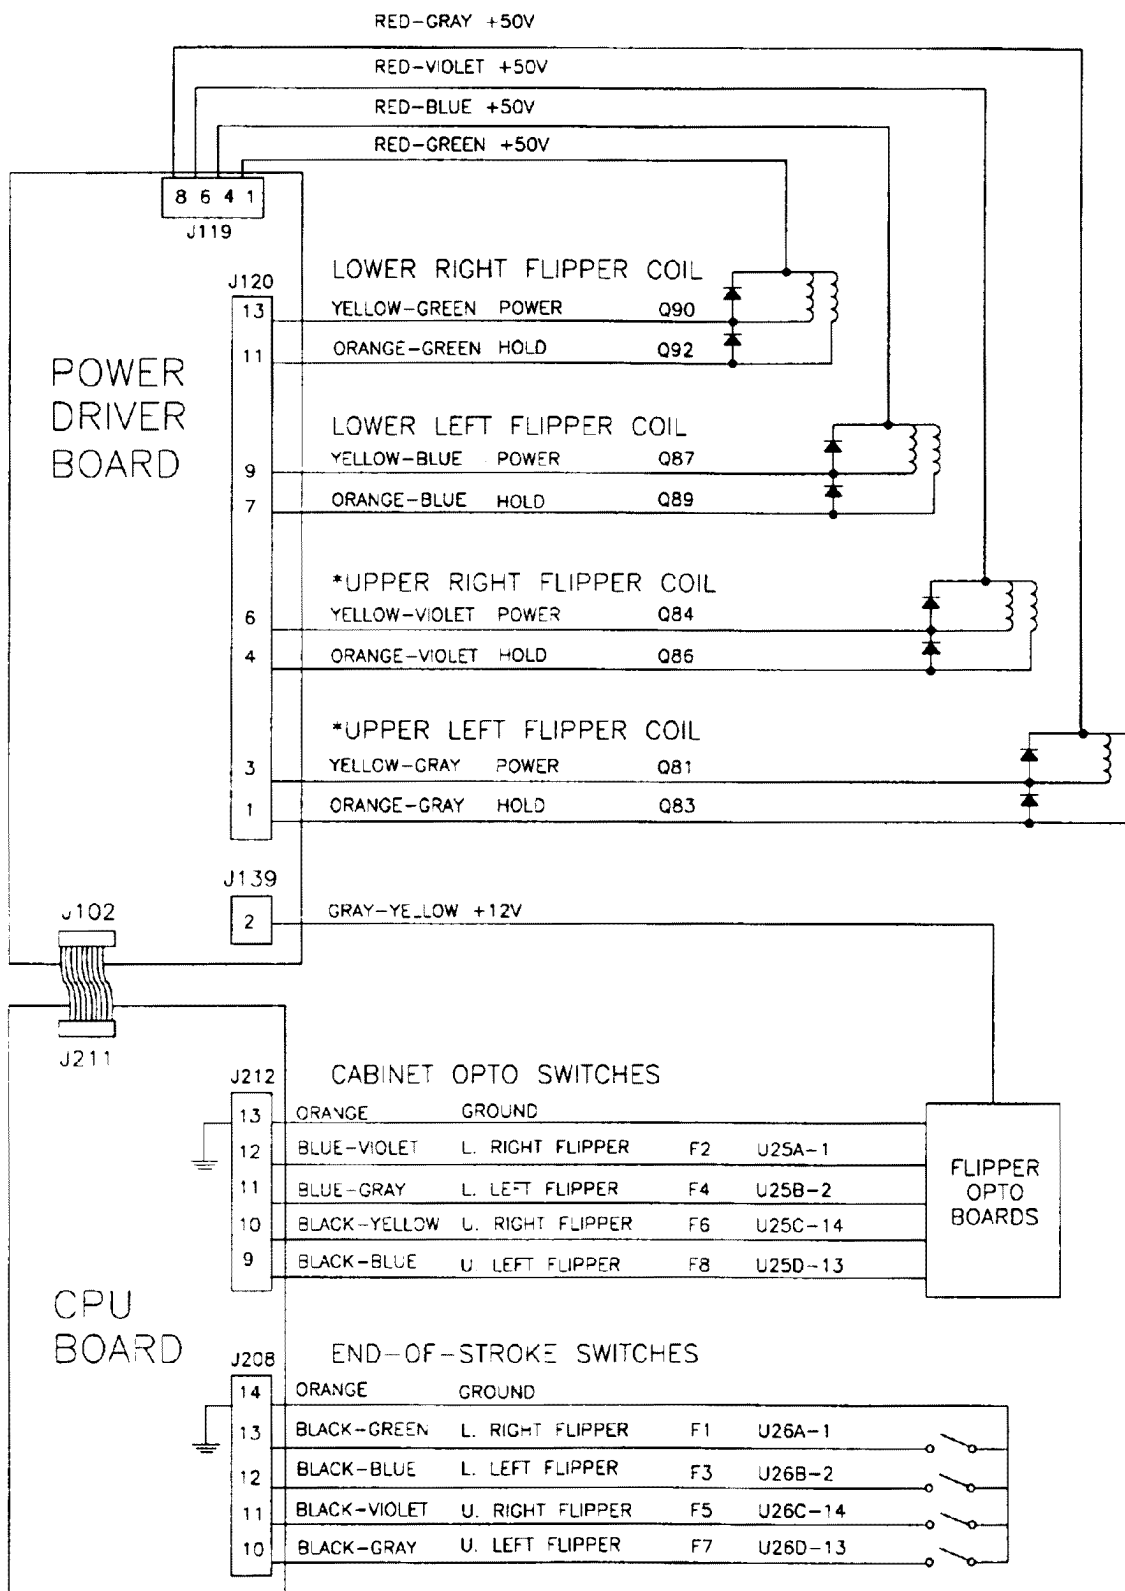 RED-GRAY +50V
RED-VIOLET +50V
RED-BLUE +50V
RED-GREEN +50V
8 6 4 1
J119
POWER
DRIVER
BOARD
J120
LOWER RIGHT FLIPPER COIL
13 YELLOW-GREEN POWER Q90
11 ORANGE-GREEN HOLD Q92
LOWER LEFT FLIPPER COIL
9 YELLOW-BLUE POWER Q87
7 ORANGE-BLUE HOLD Q89
*UPPER RIGHT FLIPPER COIL
6 YELLOW-VIOLET POWER Q84
4 ORANGE-VIOLET HOLD Q86
*UPPER LEFT FLIPPER COIL
3 YELLOW-GRAY POWER Q81
1 ORANGE-GRAY HOLD Q83
J139
2 GRAY-YELLOW +12V
J102
J211
CPU
BOARD
J212
CABINET OPTO SWITCHES
13 ORANGE GROUND
12 BLUE-VIOLET L. RIGHT FLIPPER F2 U25A-1
11 BLUE-GRAY L. LEFT FLIPPER F4 U25B-2
10 BLACK-YELLOW U. RIGHT FLIPPER F6 U25C-14
9 BLACK-BLUE U. LEFT FLIPPER F8 U25D-13
FLIPPER
OPTO
BOARDS
J208
END-OF-STROKE SWITCHES
14 ORANGE GROUND
13 BLACK-GREEN L. RIGHT FLIPPER F1 U26A-1
12 BLACK-BLUE L. LEFT FLIPPER F3 U26B-2
11 BLACK-VIOLET U. RIGHT FLIPPER F5 U26C-14
10 BLACK-GRAY U. LEFT FLIPPER F7 U26D-13